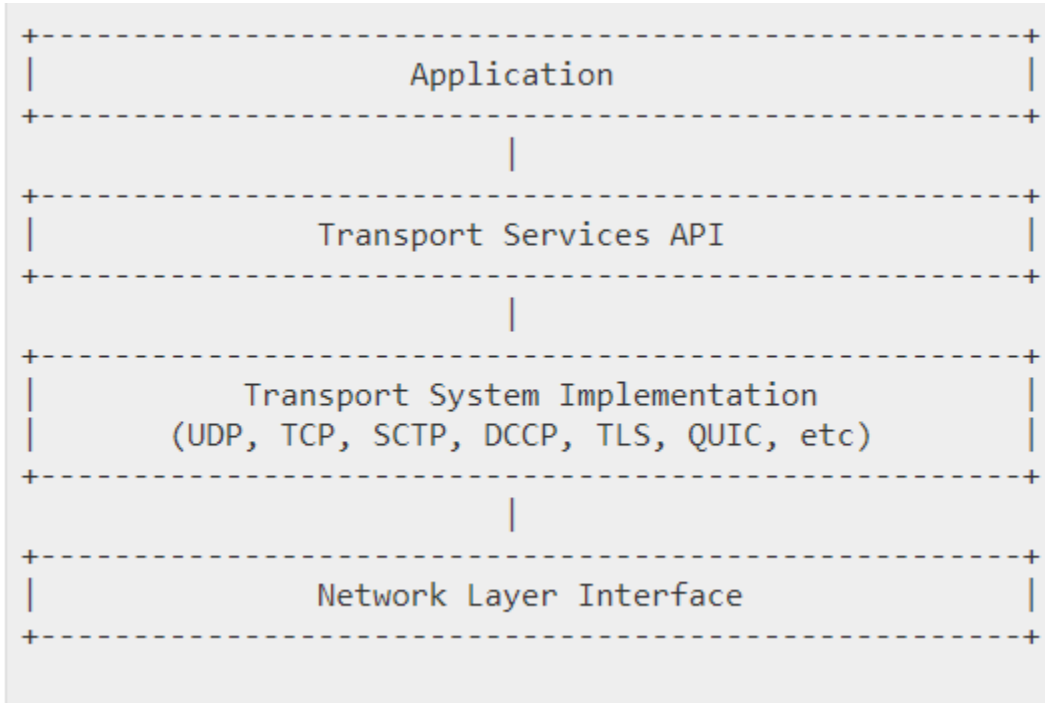 Application
Transport Services API
Transport System Implementation
(UDP, TCP, SCTP, DCCP, TLS, QUIC, etc)
Network Layer Interface